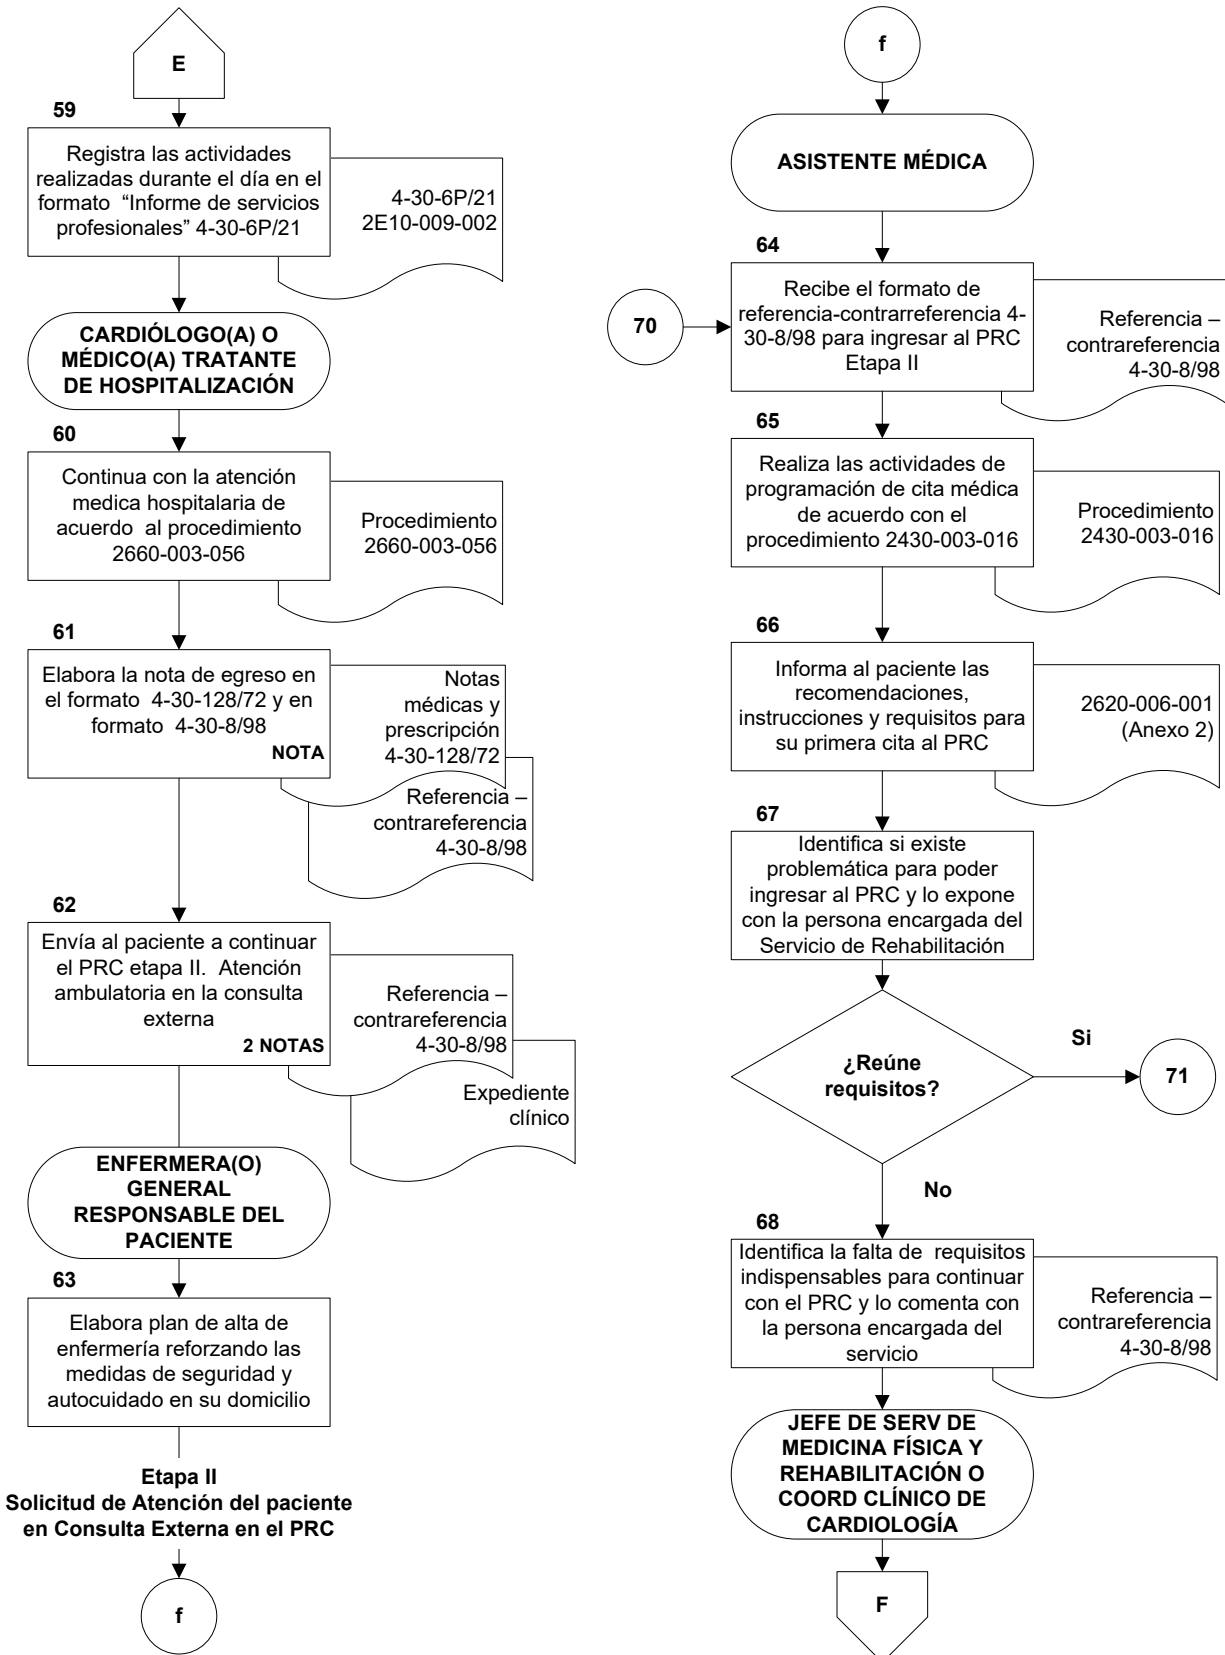 E
59
Registra las actividades
realizadas durante el día en el
formato “Informe de servicios
profesionales” 4-30-6P/21
4-30-6P/21
2E10-009-002
CARDIÓLOGO(A) O
MÉDICO(A) TRATANTE
DE HOSPITALIZACIÓN
60
Continua con la atención
medica hospitalaria de
acuerdo al procedimiento
2660-003-056
Procedimiento
2660-003-056
61
Elabora la nota de egreso en
el formato 4-30-128/72 y en
formato 4-30-8/98
NOTA
Notas
médicas y
prescripción
4-30-128/72
Referencia –
contrareferencia
4-30-8/98
62
Envía al paciente a continuar
el PRC etapa II. Atención
ambulatoria en la consulta
externa
2 NOTAS
Referencia –
contrareferencia
4-30-8/98
Expediente
clínico
ENFERMERA(O)
GENERAL
RESPONSABLE DEL
PACIENTE
63
Elabora plan de alta de
enfermería reforzando las
medidas de seguridad y
autocuidado en su domicilio
Etapa II
Solicitud de Atención del paciente
en Consulta Externa en el PRC
f
f
ASISTENTE MÉDICA
64
70
Recibe el formato de
referencia-contrarreferencia 4-
30-8/98 para ingresar al PRC
Etapa II
Referencia –
contrareferencia
4-30-8/98
65
Realiza las actividades de
programación de cita médica
de acuerdo con el
procedimiento 2430-003-016
Procedimiento
2430-003-016
66
Informa al paciente las
recomendaciones,
instrucciones y requisitos para
su primera cita al PRC
2620-006-001
(Anexo 2)
67
Identifica si existe
problemática para poder
ingresar al PRC y lo expone
con la persona encargada del
Servicio de Rehabilitación
¿Reúne
requisitos?
Si
71
No
68
Identifica la falta de requisitos
indispensables para continuar
con el PRC y lo comenta con
la persona encargada del
servicio
Referencia –
contrareferencia
4-30-8/98
JEFE DE SERV DE
MEDICINA FÍSICA Y
REHABILITACIÓN O
COORD CLÍNICO DE
CARDIOLOGÍA
F